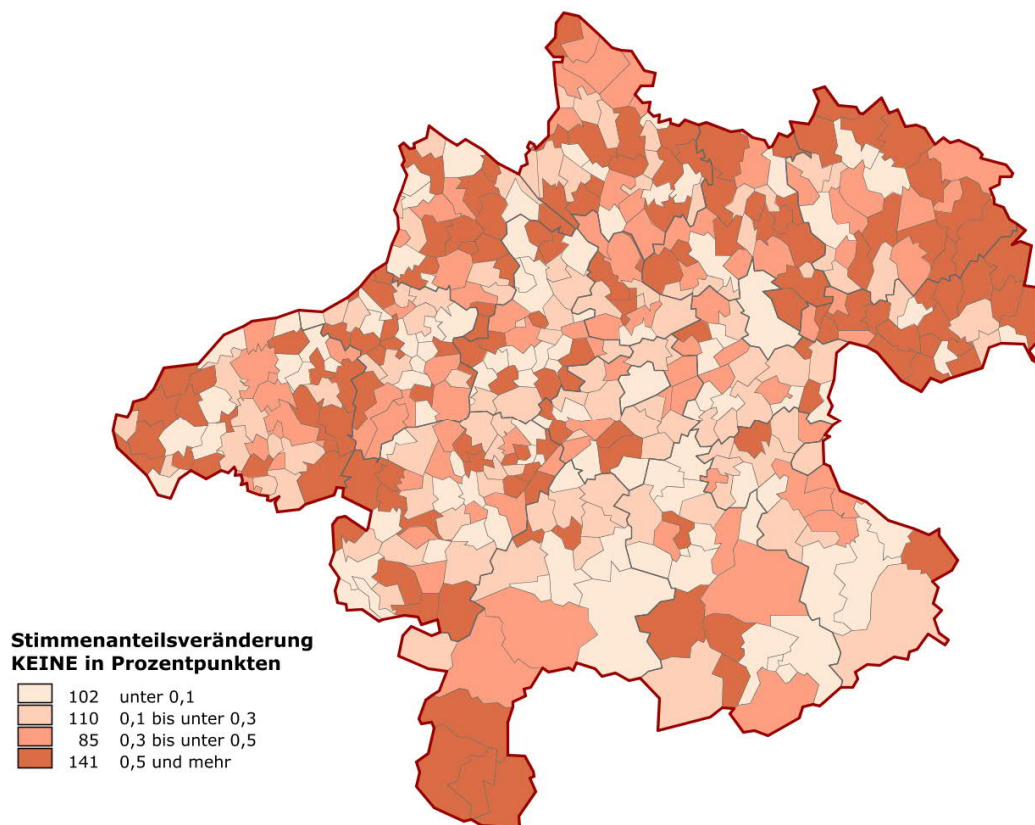 Stimmenanteilsveränderung
KEINE in Prozentpunkten
102 unter 0,1
110 0,1 bis unter 0,3
85 0,3 bis unter 0,5
141 0,5 und mehr